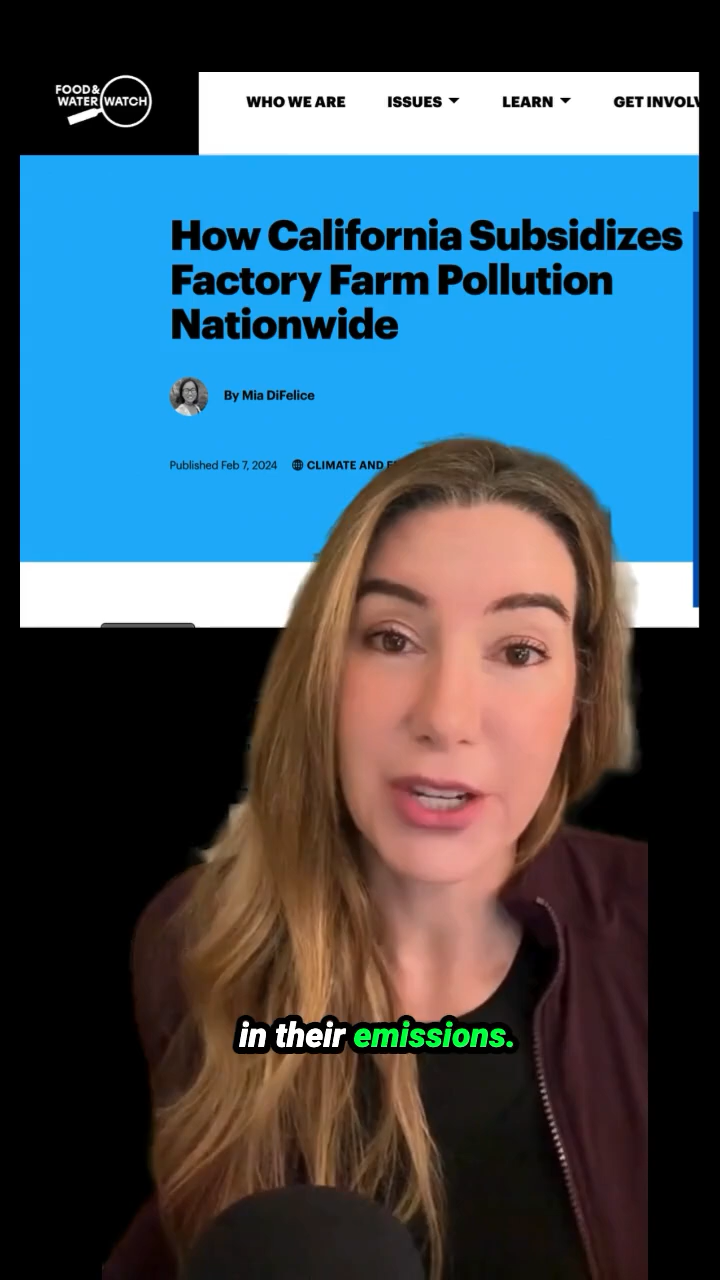 FOOD &
WATER WATCH
WHO WE ARE
ISSUES
LEARN
GET INVOLV
How California Subsidizes
Factory Farm Pollution
Nationwide
By Mia DiFelice
Published Feb 7, 2024
CLIMATE AND E
in their emissions.